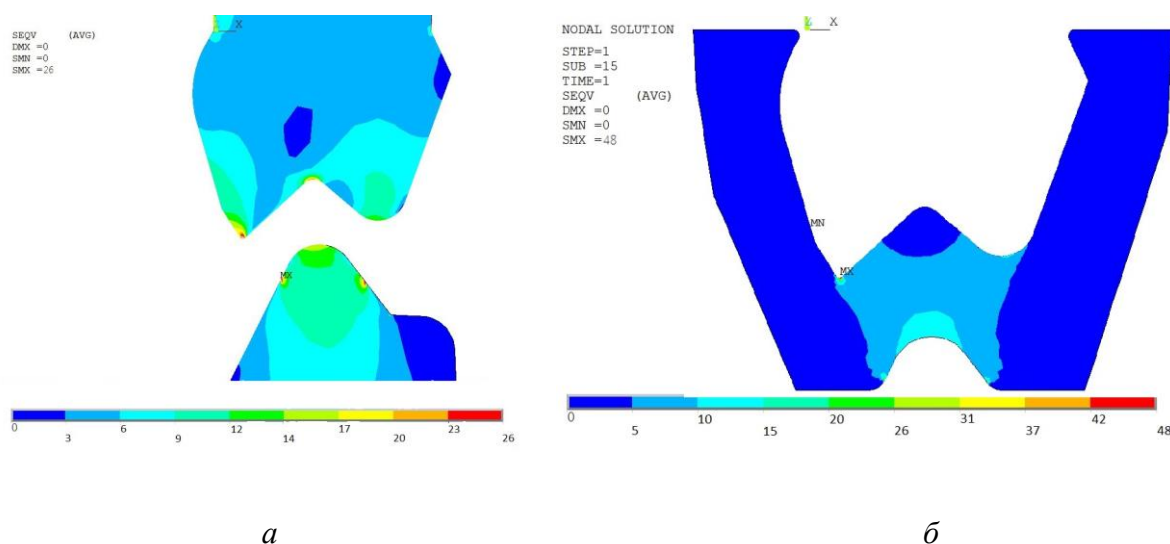 SEQV (AVG)
DMX =0
SMN =0
SMX =26
X
MX
0 3 6 9 12 14 17 20 23 26
а
NODAL SOLUTION
STEP=1
SUB =15
TIME=1
SEQV (AVG)
DMX =0
SMN =0
SMX =48
X
MN
MX
0 5 10 15 20 26 31 37 42 48
б